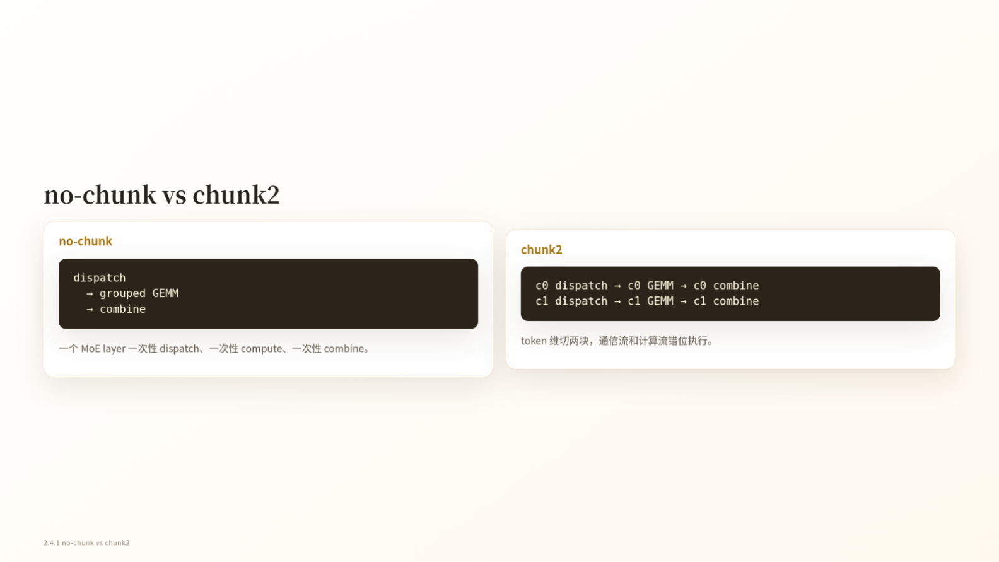 no-chunk vs chunk2
no-chunk
dispatch
→ grouped GEMM
→ combine
一个 MoE layer 一次性 dispatch、一次性 compute、一次性 combine。
chunk2
c0 dispatch → c0 GEMM → c0 combine
c1 dispatch → c1 GEMM → c1 combine
token 维切两块，通信流和计算流错位执行。
2.4.1 no-chunk vs chunk2